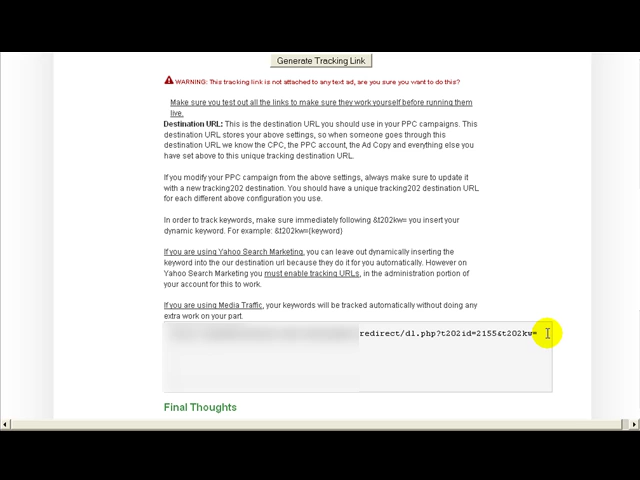 Generate Tracking Link
WARNING: This tracking link is not attached to any text ad, are you sure you want to do this?
Make sure you test out all the links to make sure they work yourself before running them
live.
Destination URL: This is the destination URL you should use in your PPC campaigns. This
destination URL stores your above settings, so when someone goes through this
destination URL we know the CPC, the PPC account, the Ad Copy and everything else you
have set above to this unique tracking destination URL.
If you modify your PPC campaign from the above settings, always make sure to update it
with a new tracking202 destination. You should have a unique tracking202 destination URL
for each different above configuration you use.
In order to track keywords, make sure immediately following &t202kw= you insert your
dynamic keyword. For example: &t202kw={keyword}
If you are using Yahoo Search Marketing, you can leave out dynamically inserting the
keyword into the our destination url because they do it for you automatically. However on
Yahoo Search Marketing you must enable tracking URLs, in the administration portion of
your account for this to work.
If you are using Media Traffic, your keywords will be tracked automatically without doing any
extra work on your part.
redirect/dl.php?t202id=2155&t202kw=
Final Thoughts